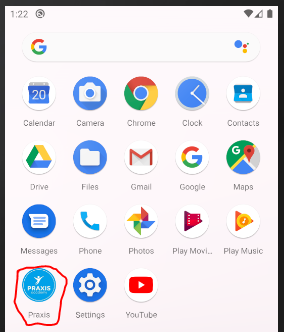 1:22
20
Calendar Camera Chrome Clock Contacts
Drive Files Gmail Google Maps
Messages Phone Photos Play Movi... Play Music
PRAXIS
Praxis Settings YouTube